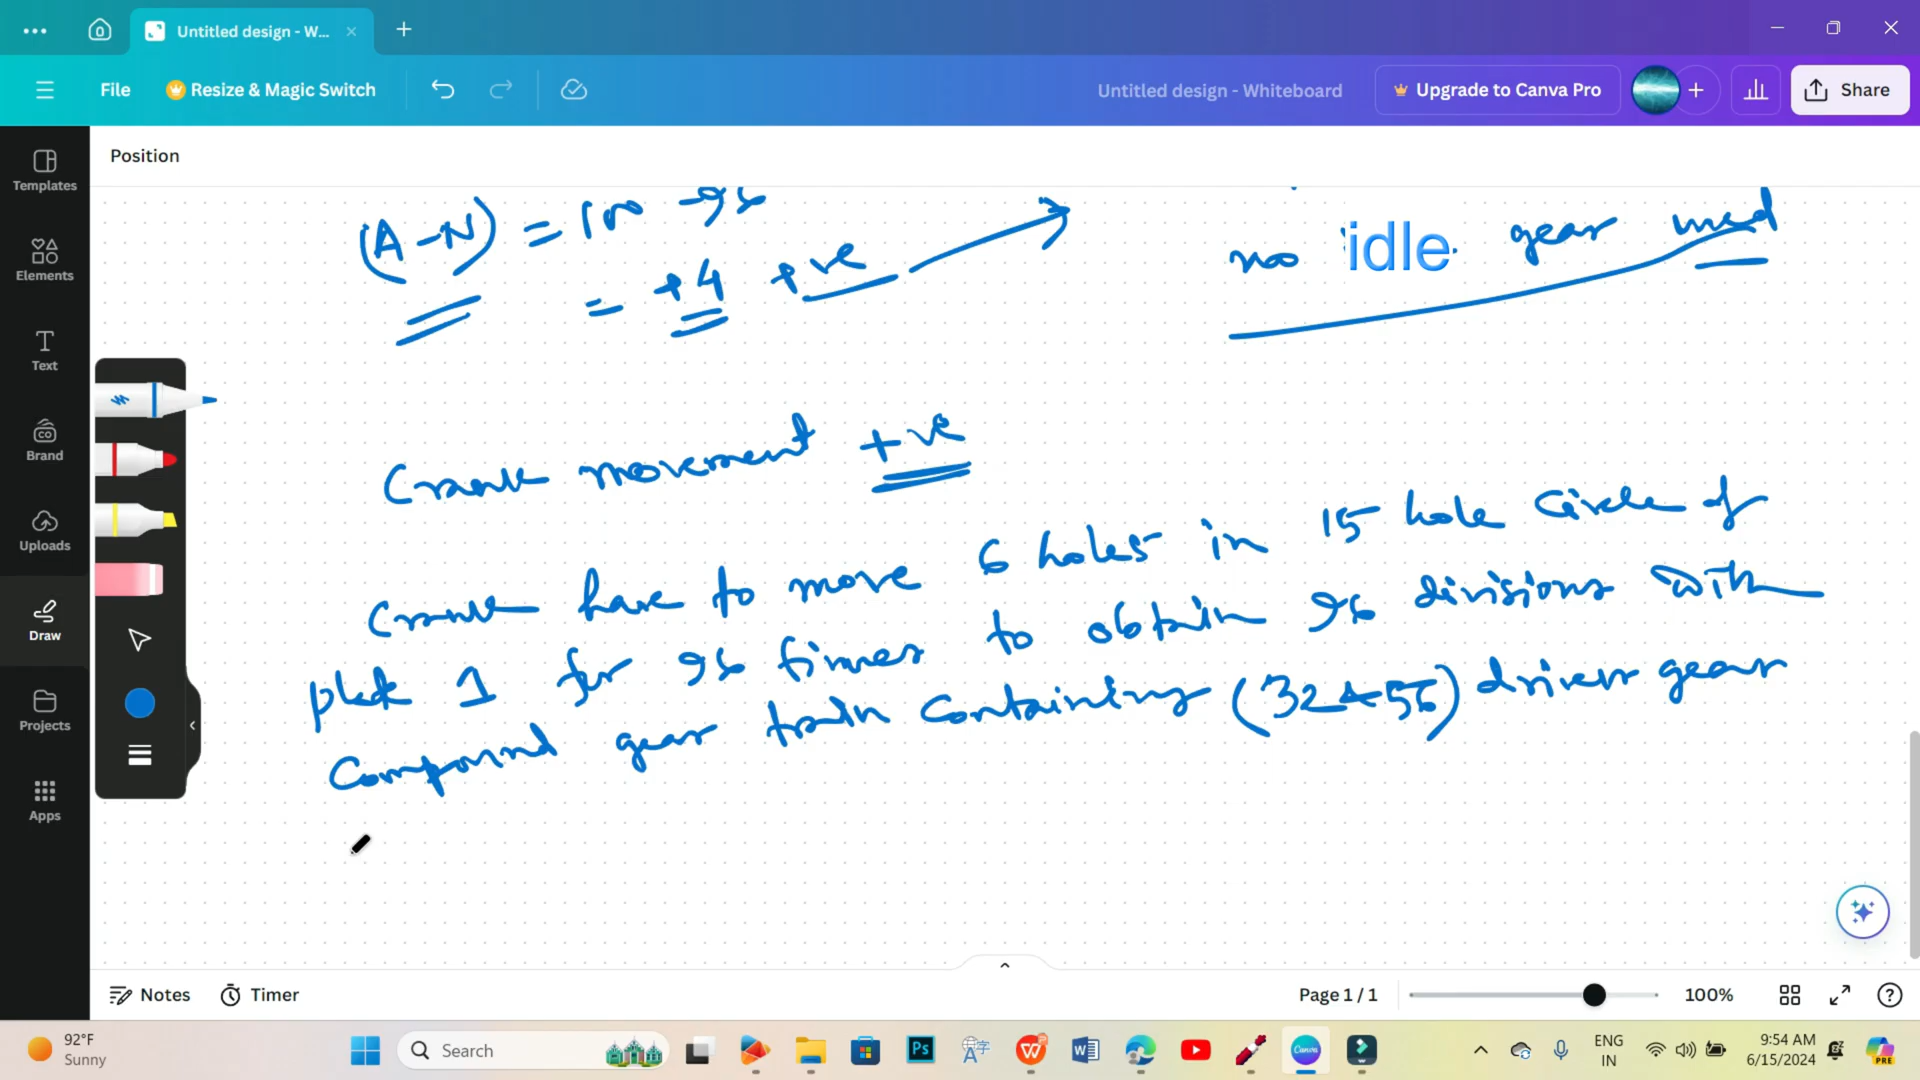 Untitled design - W...
File
Resize & Magic Switch
Untitled design - Whiteboard
Upgrade to Canva Pro
Share
Position
Templates
Elements
Text
Brand
Uploads
Draw
Projects
Apps
(A-N) = 100 - 96
= +4 +ve
no idle gear used
Crank movement +ve
Crank have to move 6 holes in 15 hole circle of
plate 1 for 96 times to obtain 96 divisions with
Compound gear train containing (32 & 56) driver gear
Notes
Timer
Page 1 / 1
100%
92°F
Sunny
Search
Ps
Canva
ENG
IN
9:54 AM
6/15/2024
PRE